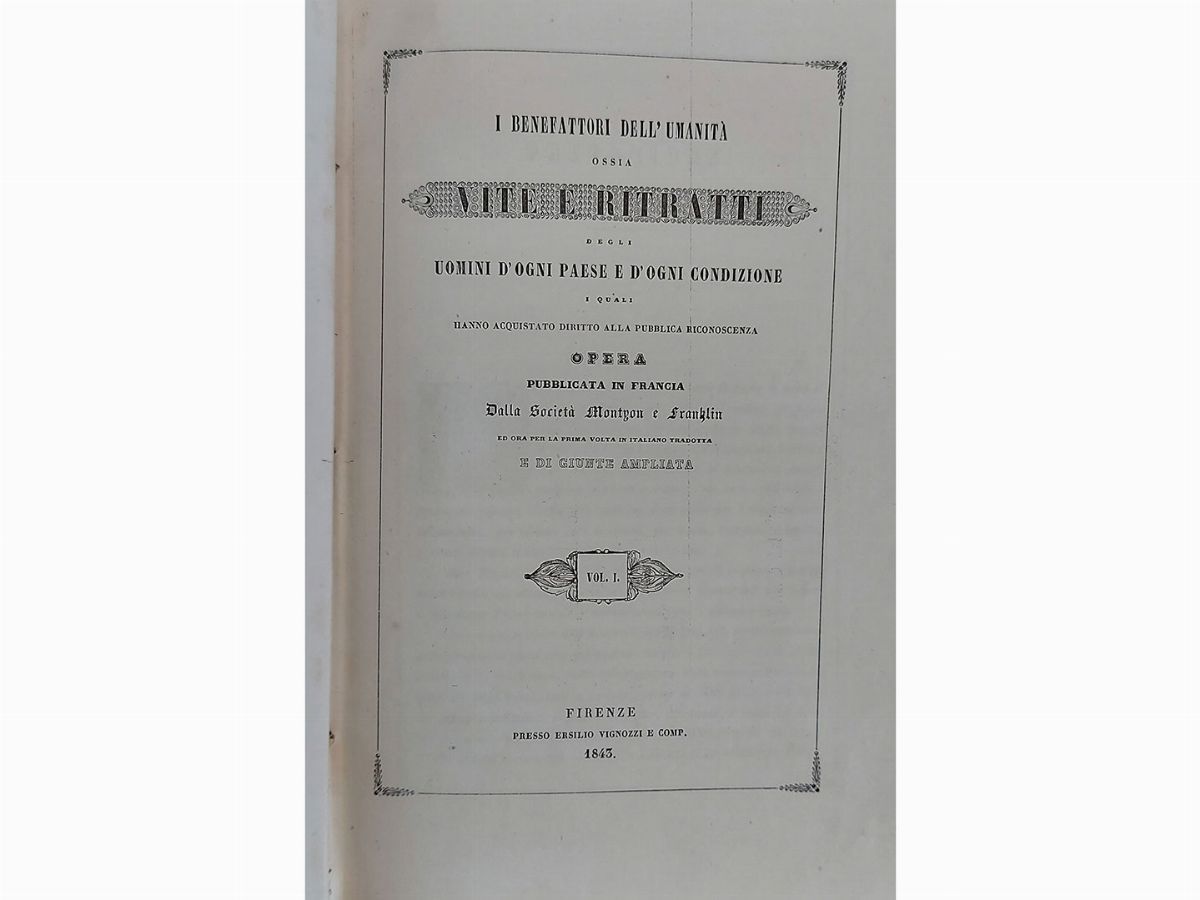 I BENEFATTORI DELL' UMANITÀ
OSSIA
VITE E RITRATTI
DEGLI
UOMINI D'OGNI PAESE E D'OGNI CONDIZIONE
I QUALI
HANNO ACQUISTATO DIRITTO ALLA PUBBLICA RICONOSCENZA
OPERA
PUBBLICATA IN FRANCIA
Dalla Società Montyon e Franklin
ED ORA PER LA PRIMA VOLTA IN ITALIANO TRADOTTA
E DI GIUNTE AMPLIATA
VOL. I.
FIRENZE
PRESSO ERSILIO VIGNOZZI E COMP.
1843.